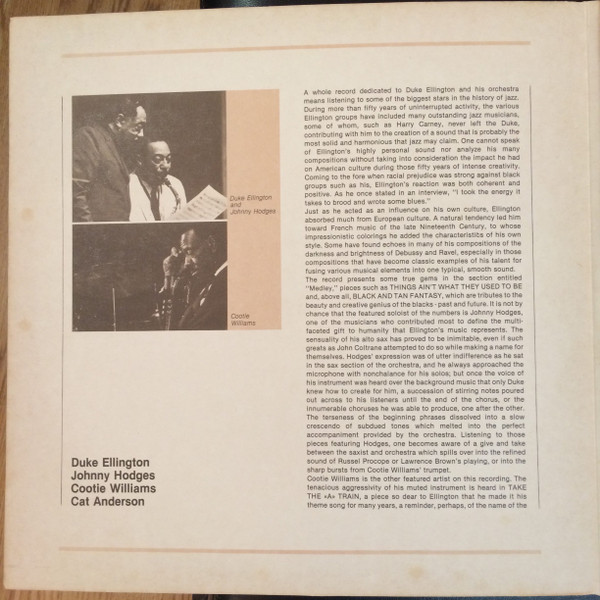 Duke Ellington
and
Johnny Hodges
Cootie
Williams
Duke Ellington
Johnny Hodges
Cootie Williams
Cat Anderson
A whole record dedicated to Duke Ellington and his orchestra
means listening to some of the biggest stars in the history of jazz.
During more than fifty years of uninterrupted activity, the various
Ellington groups have included many outstanding jazz musicians,
some of whom, such as Harry Carney, never left the Duke,
contributing with him to the creation of a sound that is probably the
most solid and harmonious that jazz may claim. One cannot speak
of Ellington's highly personal sound nor analyze his many
compositions without taking into consideration the impact he had
on American culture during those fifty years of intense creativity.
Coming to the fore when racial prejudice was strong against black
groups such as his, Ellington's reaction was both coherent and
positive. As he once stated in an interview, "I took the energy it
takes to brood and wrote some blues."
Just as he acted as an influence on his own culture, Ellington
absorbed much from European culture. A natural tendency led him
toward French music of the late Nineteenth Century, to whose
impressionistic colorings he added the characteristics of his own
style. Some have found echoes in many of his compositions of the
darkness and brightness of Debussy and Ravel, especially in those
compositions that have become classic examples of his talent for
fusing various musical elements into one typical, smooth sound.
The record presents some true gems in the section entitled
"Medley," pieces such as THINGS AIN'T WHAT THEY USED TO BE
and, above all, BLACK AND TAN FANTASY, which are tributes to the
beauty and creative genius of the blacks - past and future. It is not by
chance that the featured soloist of the numbers is Johnny Hodges,
one of the musicians who contributed most to define the multi-
faceted gift to humanity that Ellington's music represents. The
sensuality of his alto sax has proved to be inimitable, even if such
greats as John Coltrane attempted to do so while making a name for
themselves. Hodges' expression was of utter indifference as he sat
in the sax section of the orchestra, and he always approached the
microphone with nonchalance for his solos; but once the voice of
his instrument was heard over the background music that only Duke
knew how to create for him, a succession of stirring notes poured
out across to his listeners until the end of the chorus, or the
innumerable choruses he was able to produce, one after the other.
The terseness of the beginning phrases dissolved into a slow
crescendo of subdued tones which melted into the perfect
accompaniment provided by the orchestra. Listening to those
pieces featuring Hodges, one becomes aware of a give and take
between the saxist and orchestra which spills over into the refined
sound of Russel Procope or Lawrence Brown's playing, or into the
sharp bursts from Cootie Williams' trumpet.
Cootie Williams is the other featured artist on this recording. The
tenacious aggressivity of his muted instrument is heard in TAKE
THE «A» TRAIN, a piece so dear to Ellington that he made it his
theme song for many years, a reminder, perhaps, of the name of the